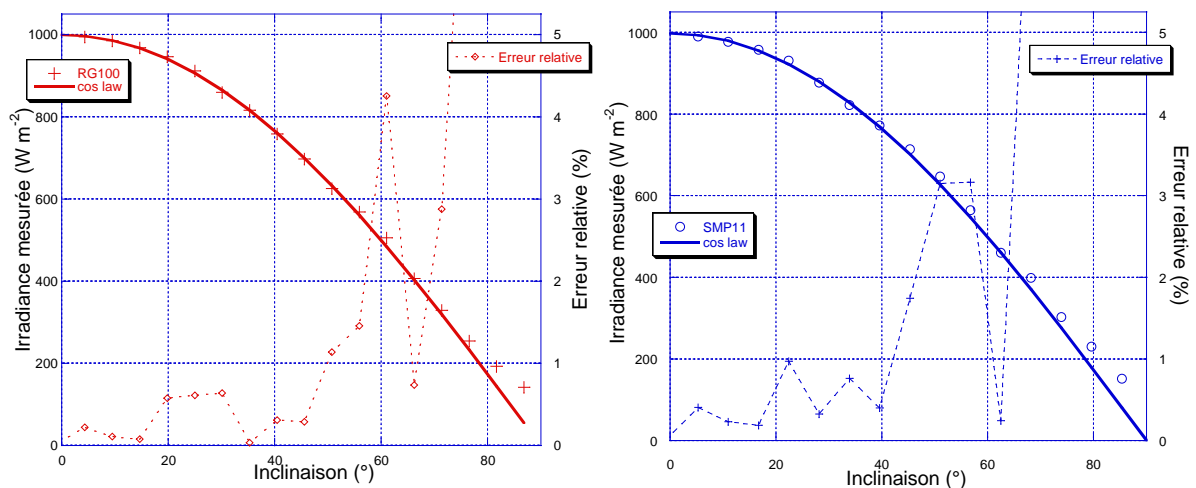 1000
800
600
400
200
0
0
20
40
60
80
5
4
3
2
1
0
Irradiance mesurée (W m-2)
Inclinaison (°)
Erreur relative (%)
RG100
cos law
Erreur relative
1000
800
600
400
200
0
0
20
40
60
80
5
4
3
2
1
0
Irradiance mesurée (W m-2)
Inclinaison (°)
Erreur relative (%)
SMP11
cos law
Erreur relative